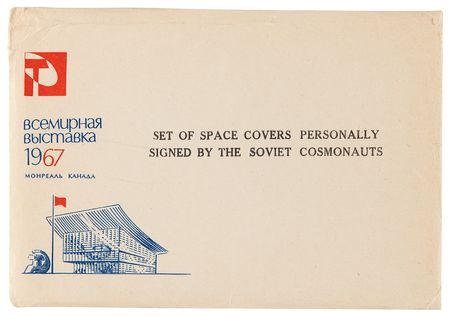 всемирная
выставка
1967
МОНРЕАЛЬ КАНАДА
SET OF SPACE COVERS PERSONALLY
SIGNED BY THE SOVIET COSMONAUTS